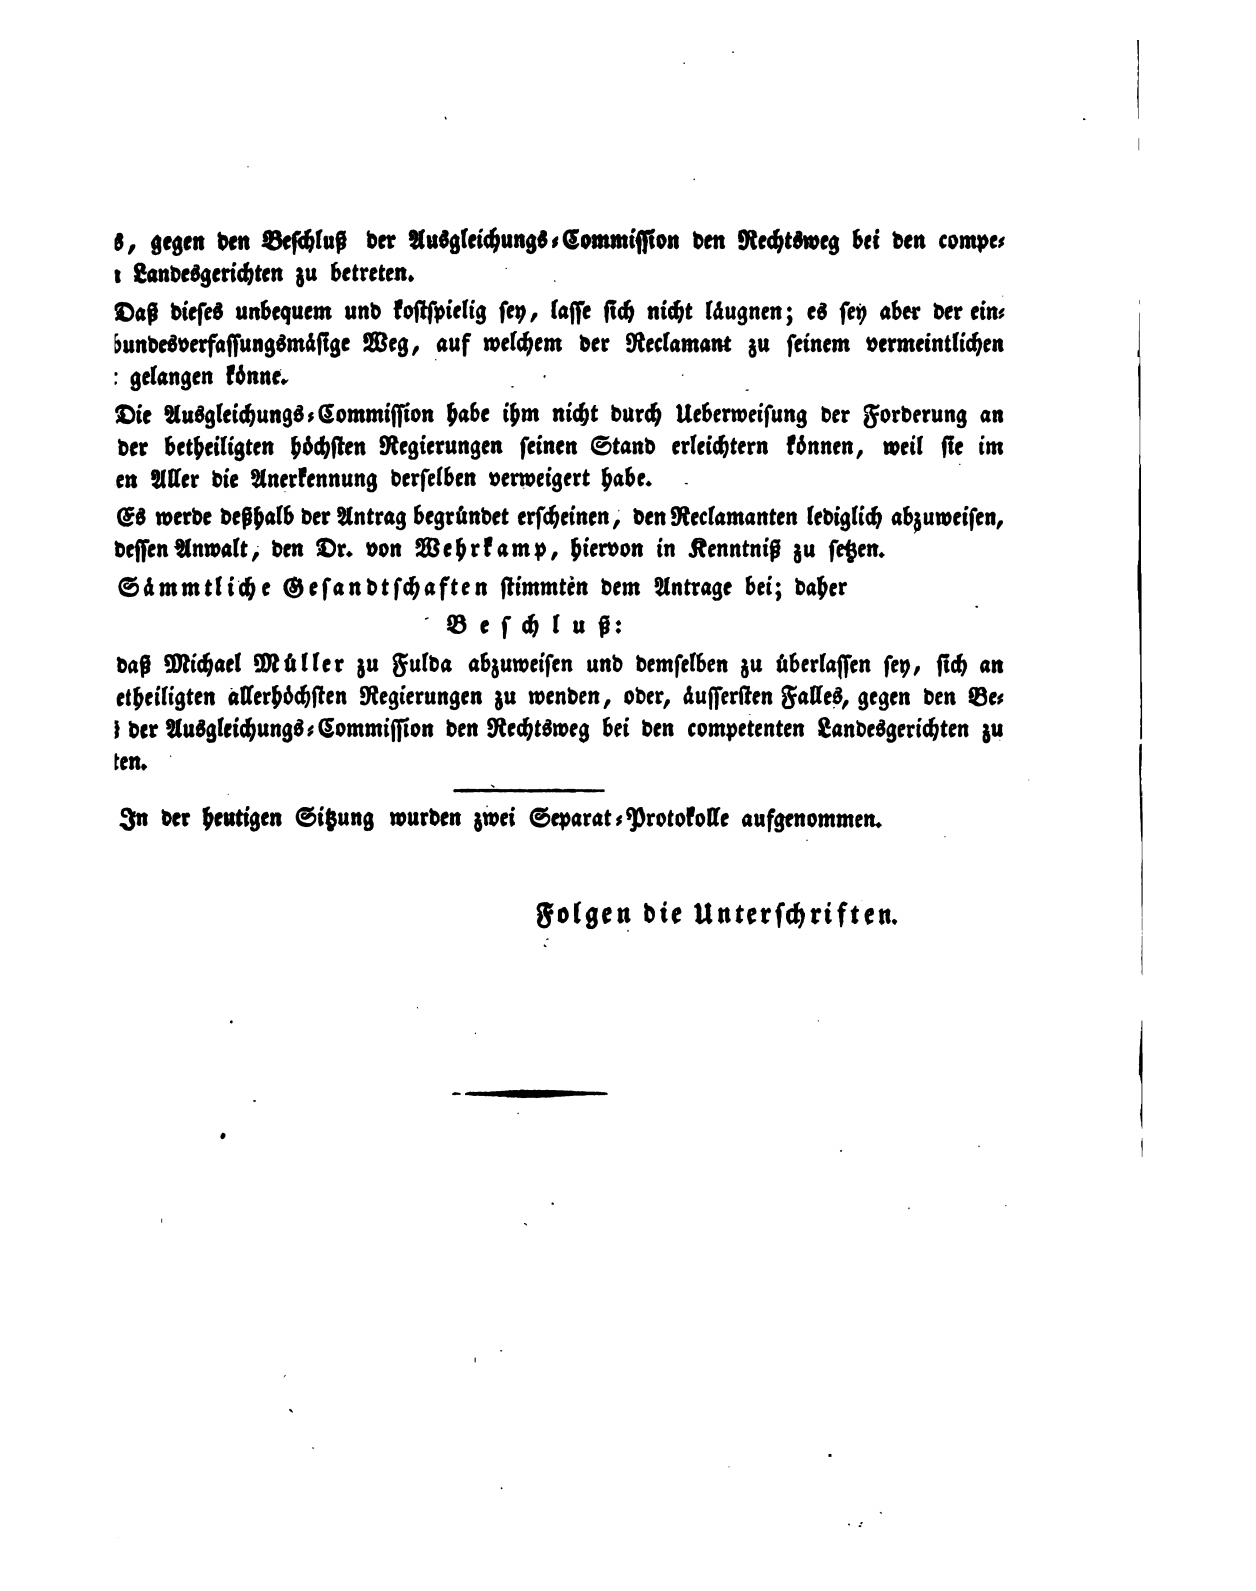 s, gegen den Beschluß der Ausgleichungs-Commission den Rechtsweg bei den compe-
Landesgerichten zu betreten.
Daß dieses unbequem und kostspielig sey, lasse sich nicht läugnen; es sey aber der ein-
bundesverfassungsmäsige Weg, auf welchem der Reclamant zu seinem vermeintlichen
gelangen könne.
Die Ausgleichungs-Commission habe ihm nicht durch Ueberweisung der Forderung an
der betheiligten höchsten Regierungen seinen Stand erleichtern können, weil sie im
en Aller die Anerkennung derselben verweigert habe.
Es werde deßhalb der Antrag begründet erscheinen, den Reclamanten lediglich abzuweisen,
dessen Anwalt, den Dr. von Wehrkamp, hiervon in Kenntniß zu setzen.
Sämmtliche Gesandtschaften stimmten dem Antrage bei; daher
Beschluß:
daß Michael Müller zu Fulda abzuweisen und demselben zu überlassen sey, sich an
etheiligten allerhöchsten Regierungen zu wenden, oder, äussersten Falles, gegen den Be-
der Ausgleichungs-Commission den Rechtsweg bei den competenten Landesgerichten zu
ten.
In der heutigen Sitzung wurden zwei Separat-Protokolle aufgenommen.
Folgen die Unterschriften.